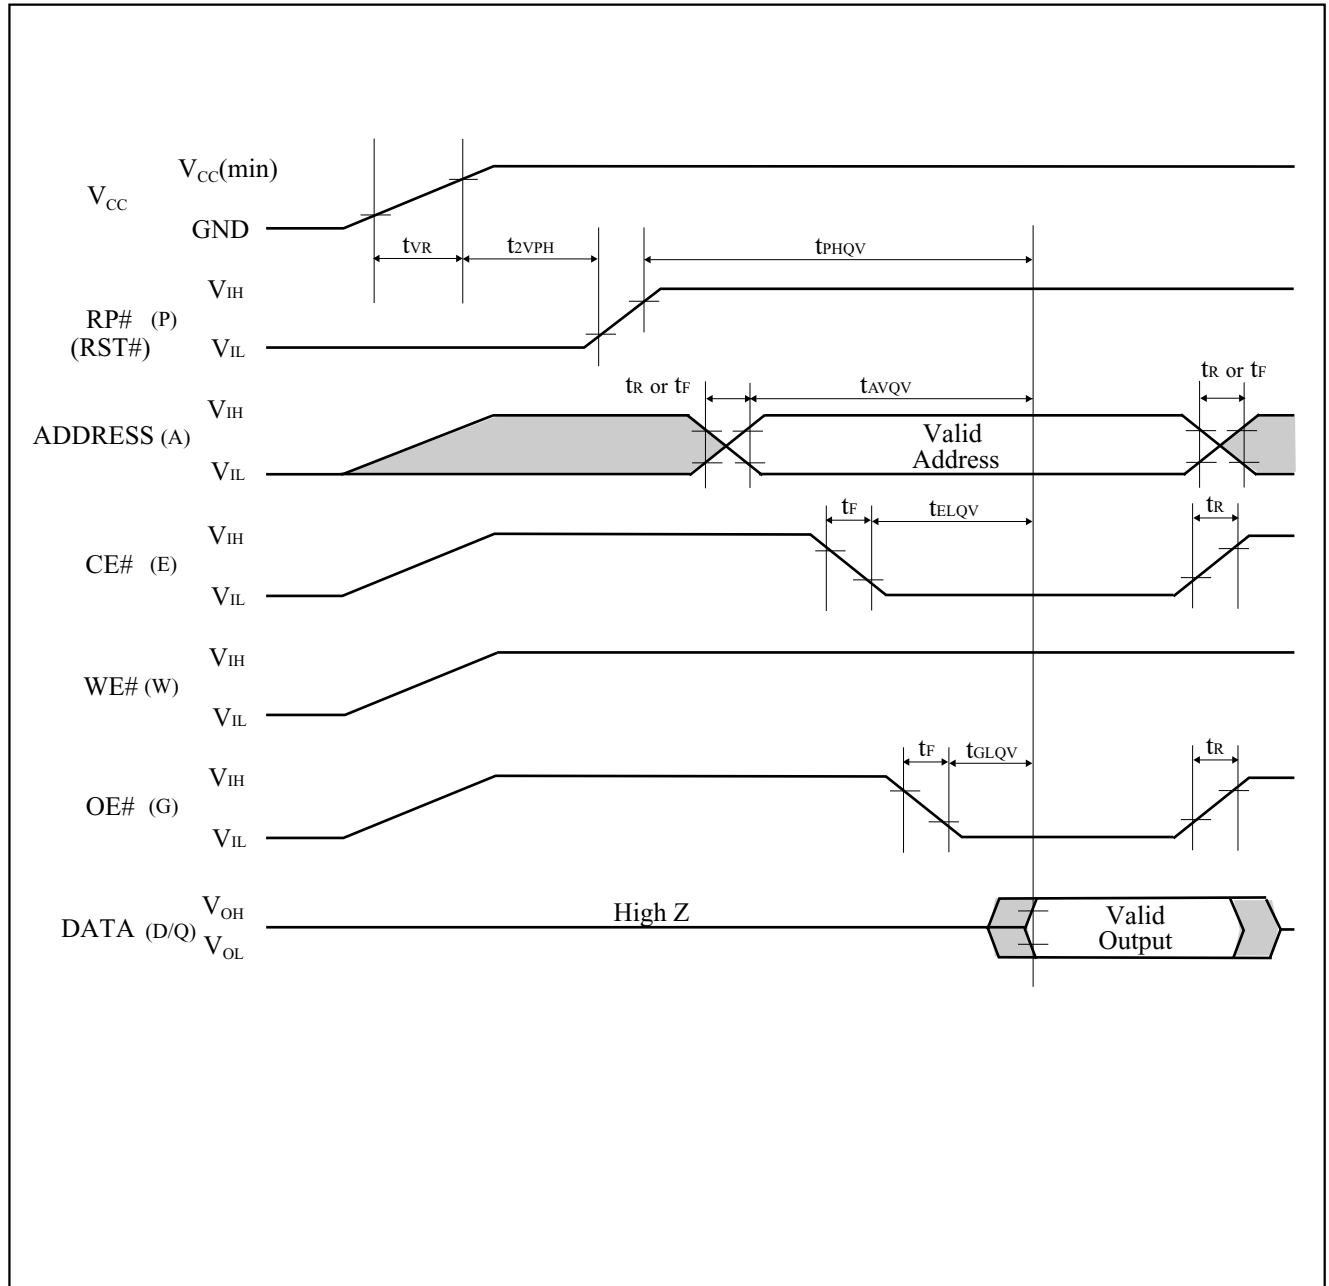 VCC(min)
VCC
GND
tVR
t2VPH
tPHQV
VIH
RP# (P)
(RST#)
VIL
tR or tF
tAVQV
tR or tF
VIH
ADDRESS (A)
Valid
Address
VIL
tF
tELQV
tR
VIH
CE# (E)
VIL
VIH
WE# (W)
VIL
tF
tGLQV
tR
VIH
OE# (G)
VIL
VOH
High Z
DATA (D/Q)
Valid
Output
VOL